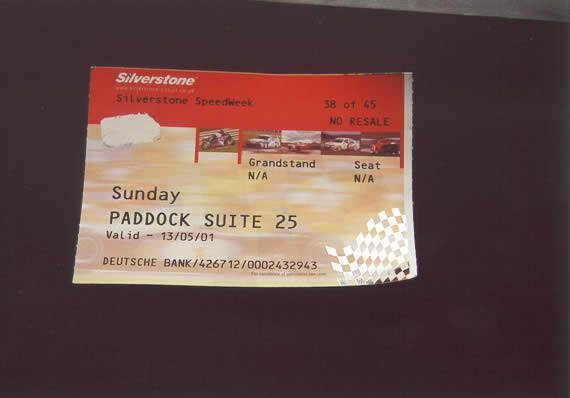 Silverstone
Silverstone SpeedWeek
38 of 45
NO RESALE
Grandstand
N/A
Seat
N/A
Sunday
PADDOCK SUITE 25
Valid - 13/05/01
DEUTSCHE BANK/426712/0002432943